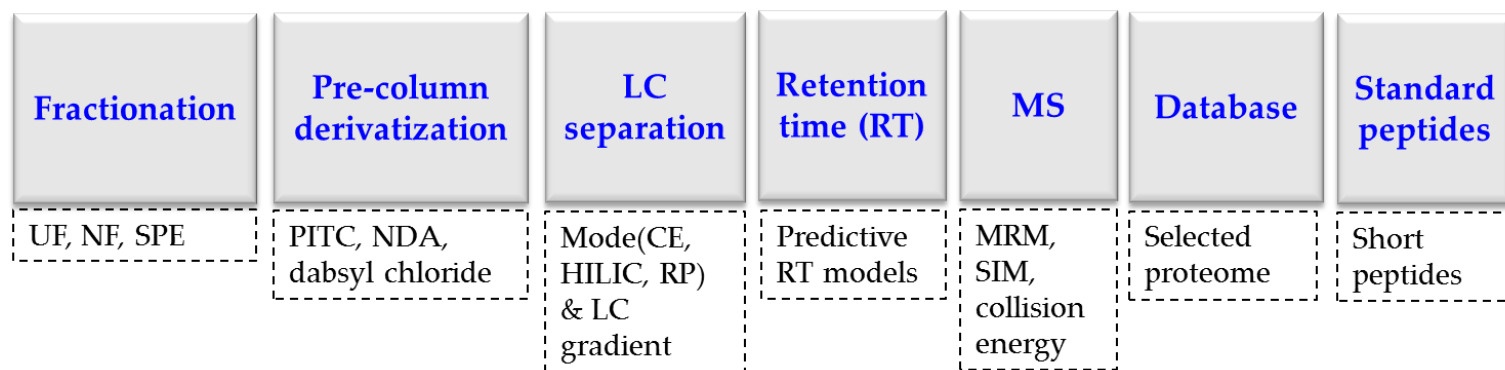 Fractionation
Pre-column
derivatization
LC
separation
Retention
time (RT)
MS
Database
Standard
peptides
UF, NF, SPE
PITC, NDA,
dabsyl chloride
Mode(CE,
HILIC, RP)
& LC
gradient
Predictive
RT models
MRM,
SIM,
collision
energy
Selected
proteome
Short
peptides